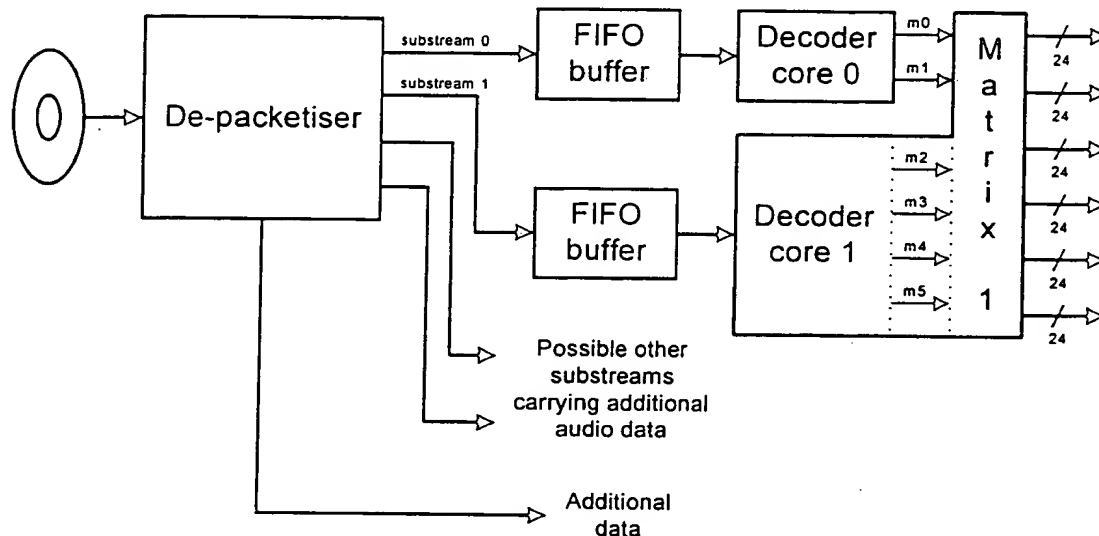 De-packetiser
substream 0
substream 1
FIFO
buffer
Decoder
core 0
m0
m1
FIFO
buffer
Decoder
core 1
m2
m3
m4
m5
M
a
t
r
i
x
1
24
24
24
24
24
24
Possible other
substreams
carrying additional
audio data
Additional
data